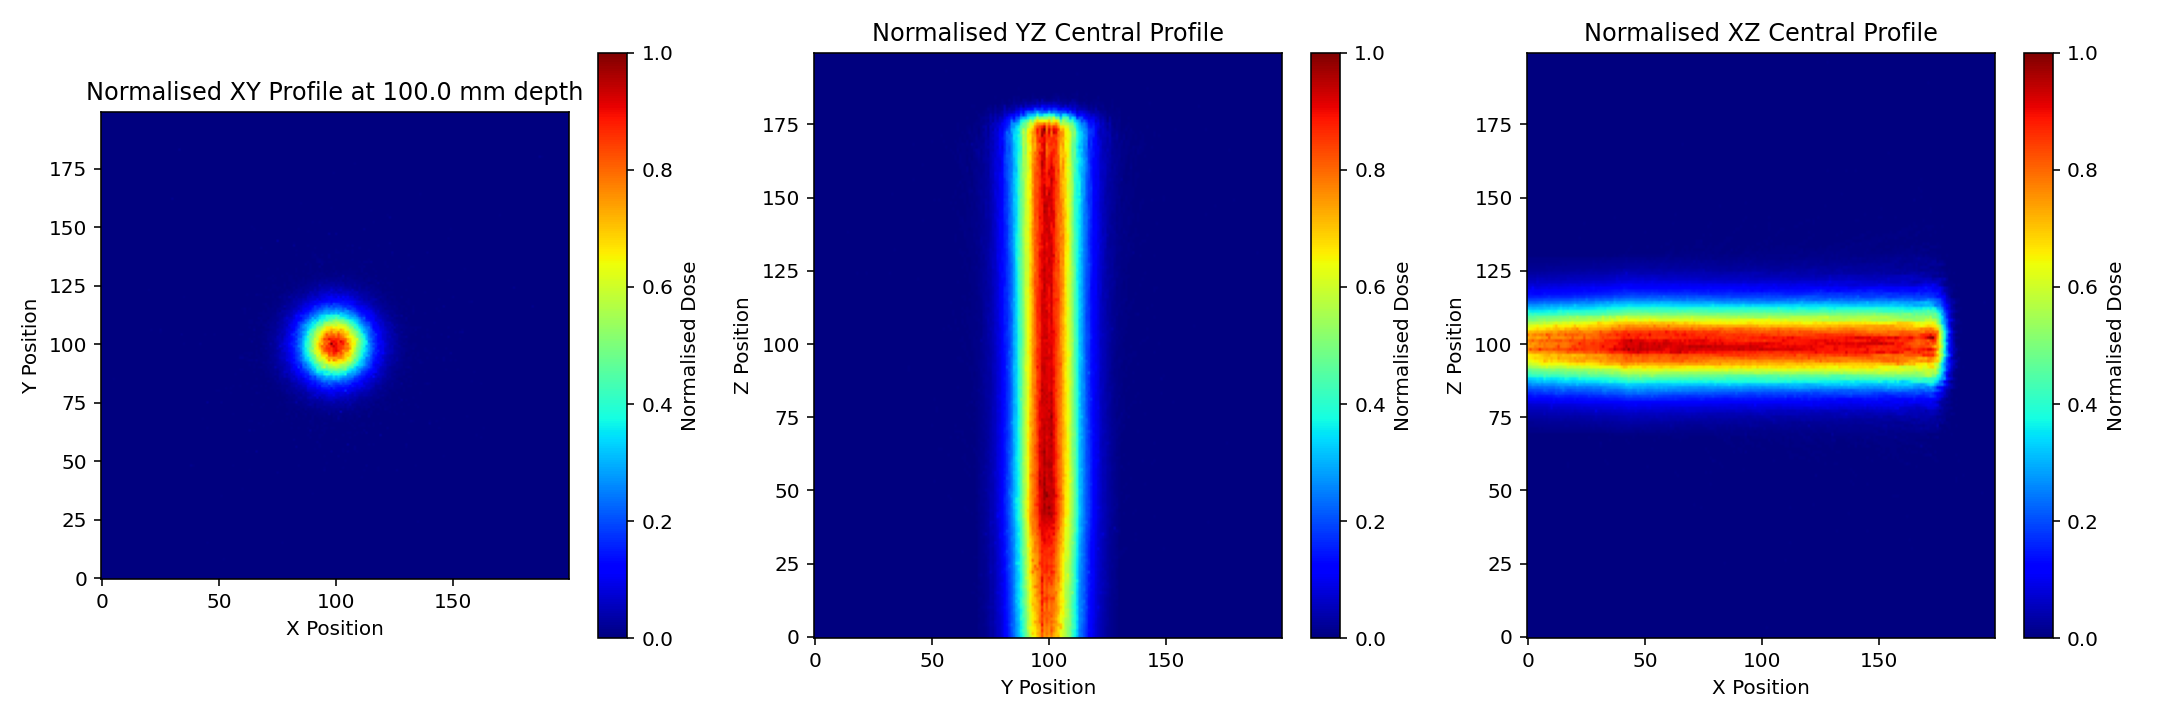 Normalised XY Profile at 100.0 mm depth
Y Position
175
150
125
100
75
50
25
0
0 50 100 150
X Position
1.0
0.8
0.6
0.4
0.2
0.0
Normalised Dose
Normalised YZ Central Profile
Z Position
175
150
125
100
75
50
25
0
0 50 100 150
Y Position
1.0
0.8
0.6
0.4
0.2
0.0
Normalised Dose
Normalised XZ Central Profile
Z Position
175
150
125
100
75
50
25
0
0 50 100 150
X Position
1.0
0.8
0.6
0.4
0.2
0.0
Normalised Dose